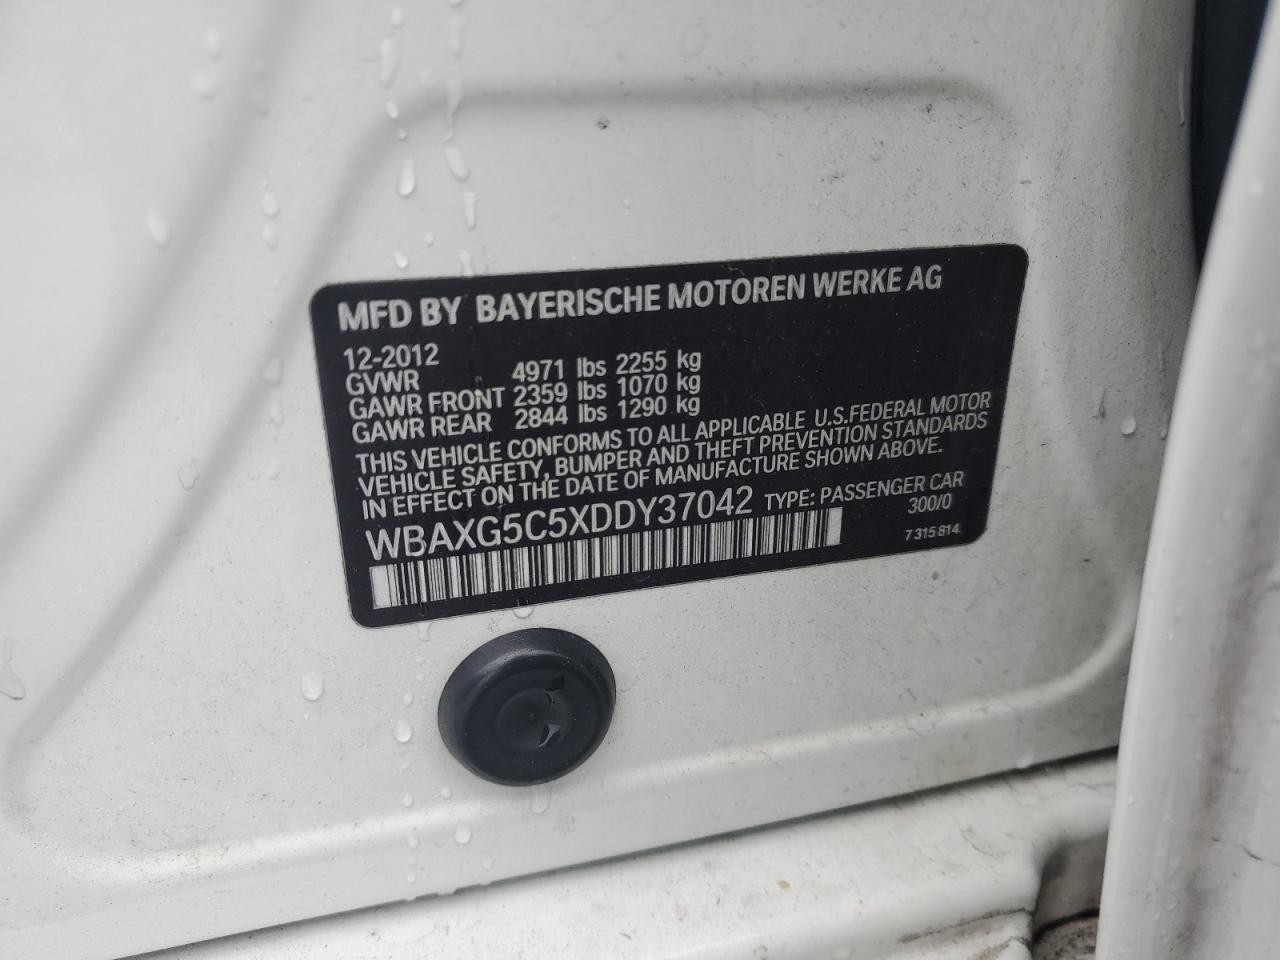 MFD BY BAYERISCHE MOTOREN WERKE AG
12-2012
GVWR 4971 lbs 2255 kg
GAWR FRONT 2359 lbs 1070 kg
GAWR REAR 2844 lbs 1290 kg
THIS VEHICLE CONFORMS TO ALL APPLICABLE U.S.FEDERAL MOTOR
VEHICLE SAFETY, BUMPER AND THEFT PREVENTION STANDARDS
IN EFFECT ON THE DATE OF MANUFACTURE SHOWN ABOVE.
WBAXG5C5XDDY37042 TYPE: PASSENGER CAR
300/0
7 315 814